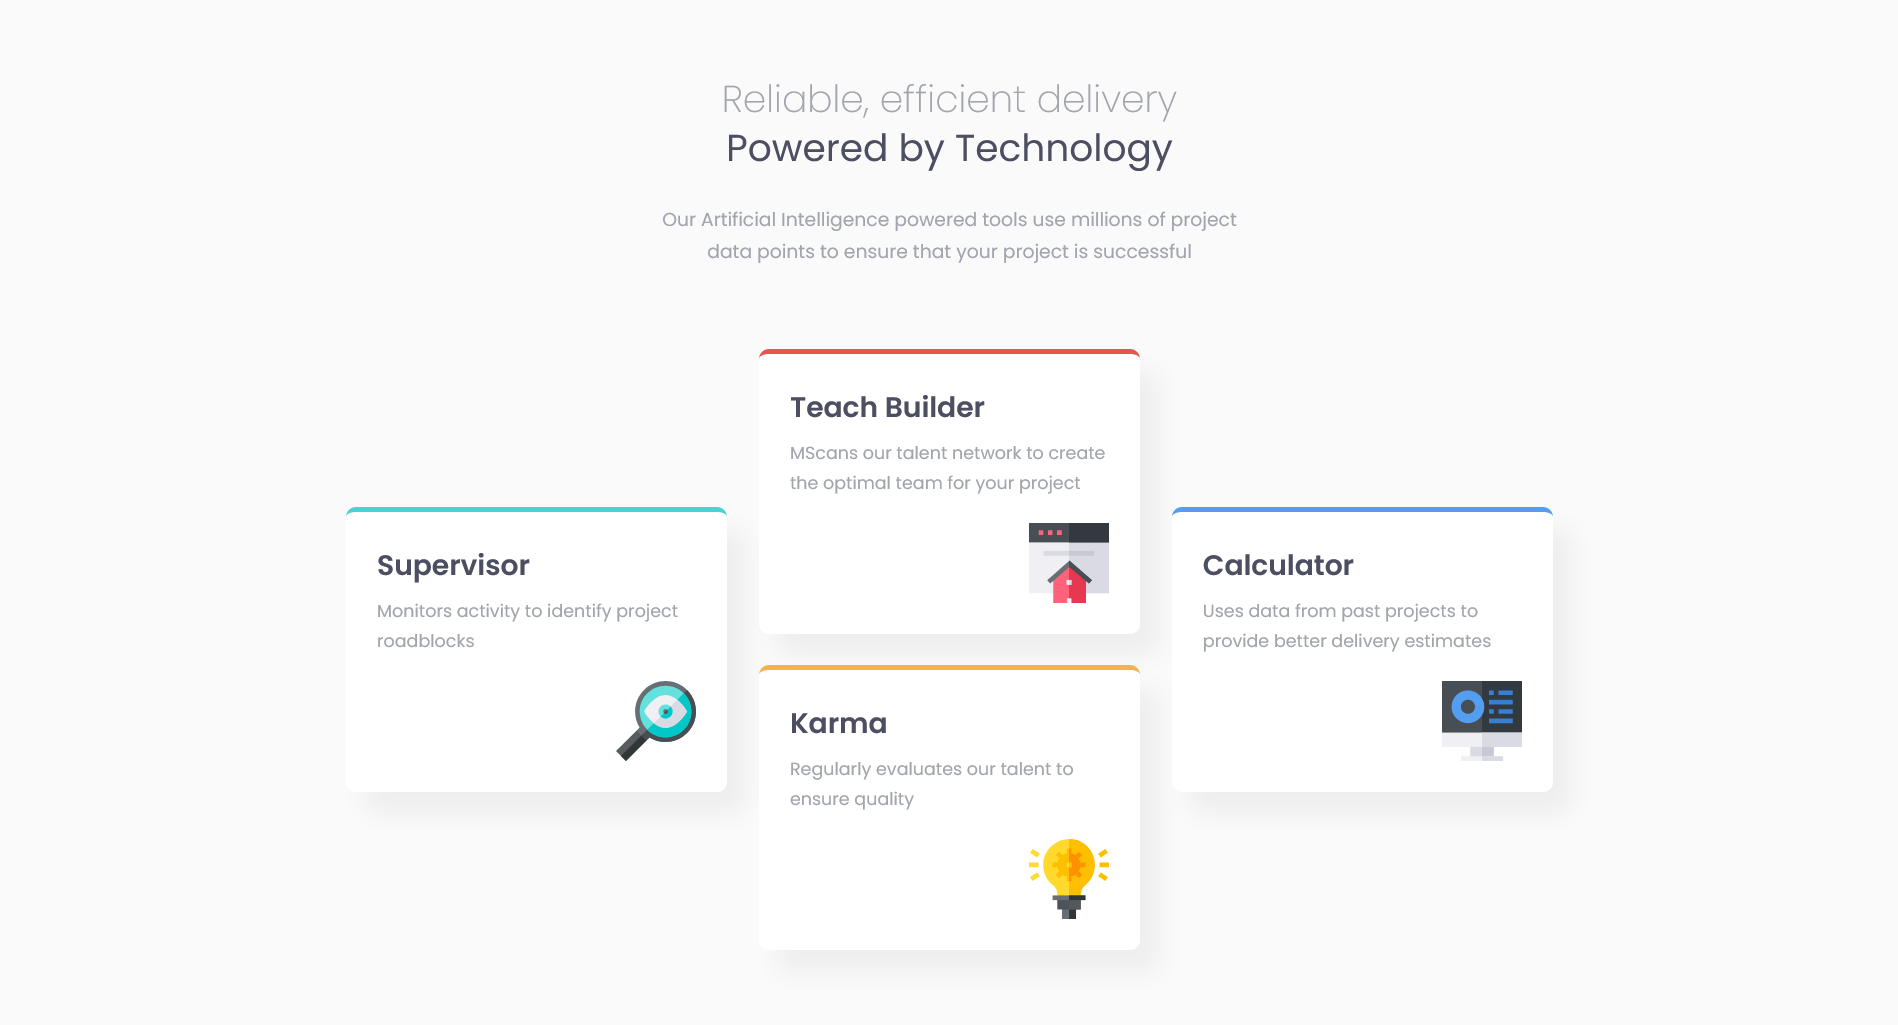 Reliable, efficient delivery
Powered by Technology
Our Artificial Intelligence powered tools use millions of project
data points to ensure that your project is successful
Supervisor
Monitors activity to identify project
roadblocks
Teach Builder
MScans our talent network to create
the optimal team for your project
Karma
Regularly evaluates our talent to
ensure quality
Calculator
Uses data from past projects to
provide better delivery estimates